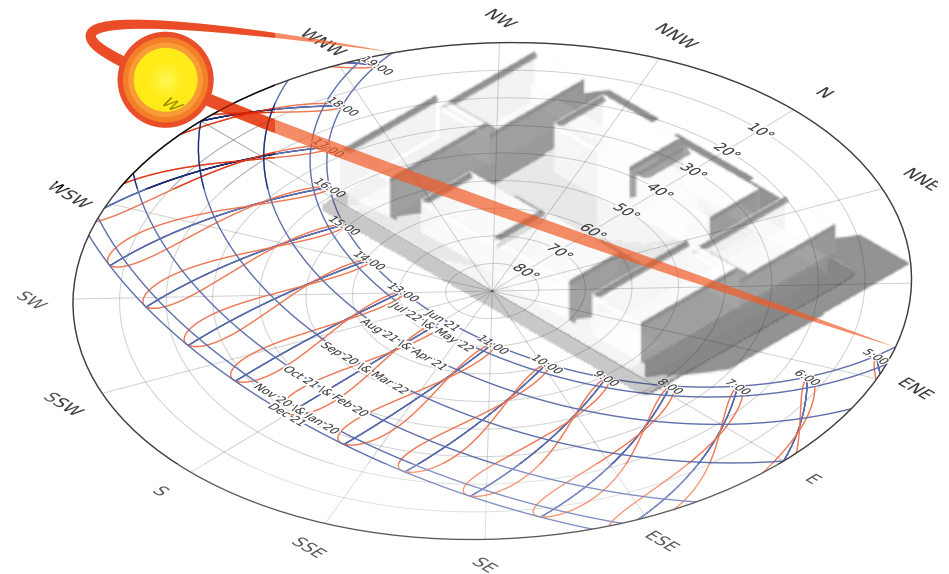 NW
NNW
WNW
N
19:00
W
18:00
10°
17:00
20°
30°
NNE
WSW
16:00
40°
50°
15:00
60°
70°
14:00
80°
SW
13:00
Jun·21
Jul·22·\&·May·22
11:00
5:00
Aug·21·\&·Apr·21
10:00
9:00
8:00
7:00
6:00
ENE
Sep·20·\&·Mar·22
Oct·21·\&·Feb·20
Nov·20·\&·Jan·20
Dec·21
SSW
E
S
SSE
ESE
SE